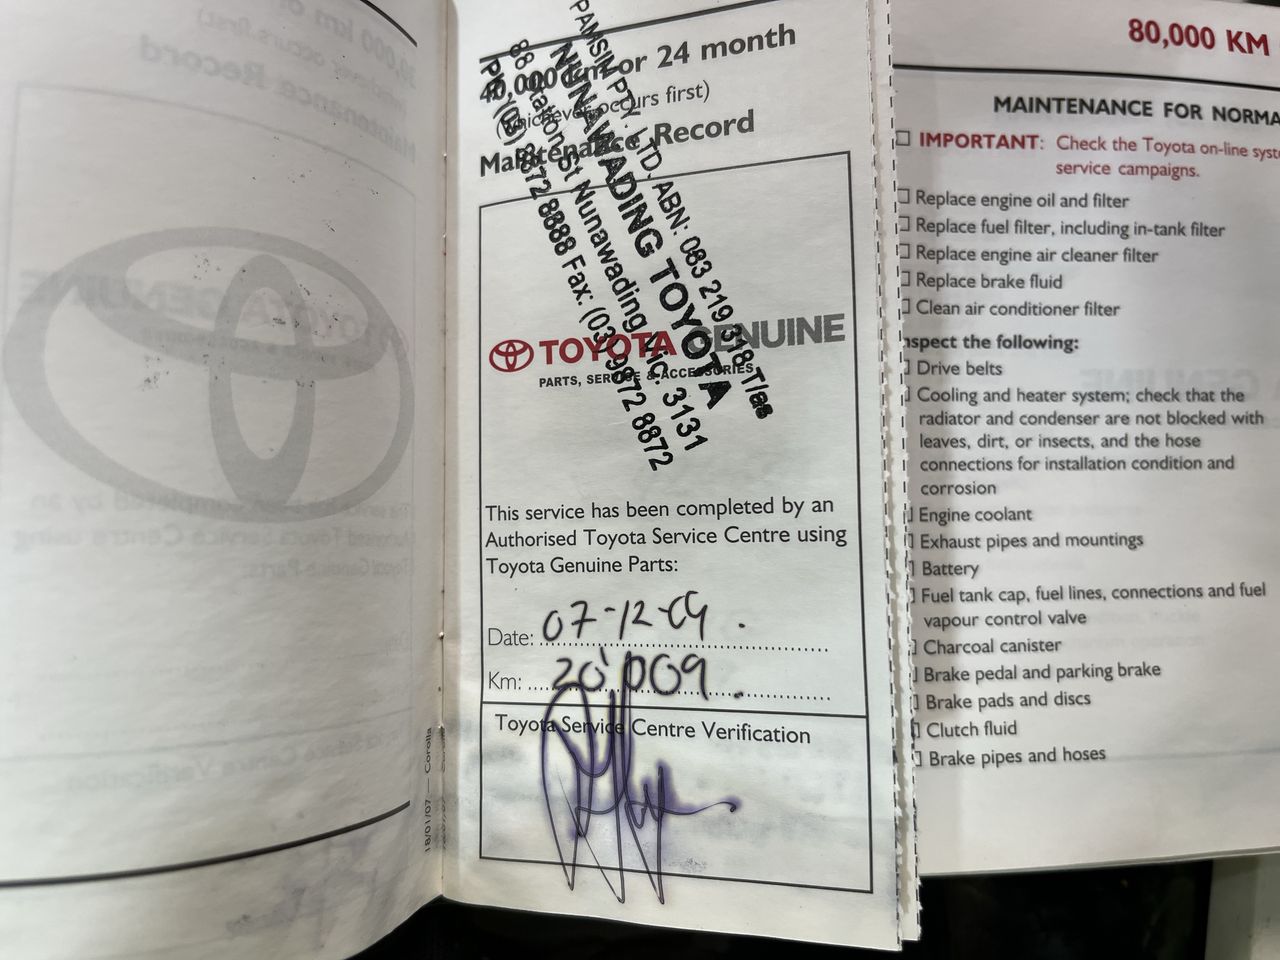 40,000 km or 24 month
(whichever occurs first)
Maintenance Record
PAMSIM PTY. LTD. ABN: 083 219 318 T/as
NUNAWADING TOYOTA
Station St Nunawading Vic. 3131
PH: (03) 9872 8888 Fax: (03) 9872 8872
TOYOTA GENUINE
PARTS, SERVICE & ACCESSORIES
This service has been completed by an
Authorised Toyota Service Centre using
Toyota Genuine Parts:
Date: 07-12-09.
Km: 20,009.
Toyota Service Centre Verification
18/01/07 — Corolla
80,000 KM
MAINTENANCE FOR NORMA
IMPORTANT: Check the Toyota on-line syste
service campaigns.
Replace engine oil and filter
Replace fuel filter, including in-tank filter
Replace engine air cleaner filter
Replace brake fluid
Clean air conditioner filter
nspect the following:
Drive belts
Cooling and heater system; check that the
radiator and condenser are not blocked with
leaves, dirt, or insects, and the hose
connections for installation condition and
corrosion
Engine coolant
Exhaust pipes and mountings
Battery
Fuel tank cap, fuel lines, connections and fuel
vapour control valve
Charcoal canister
Brake pedal and parking brake
Brake pads and discs
Clutch fluid
Brake pipes and hoses